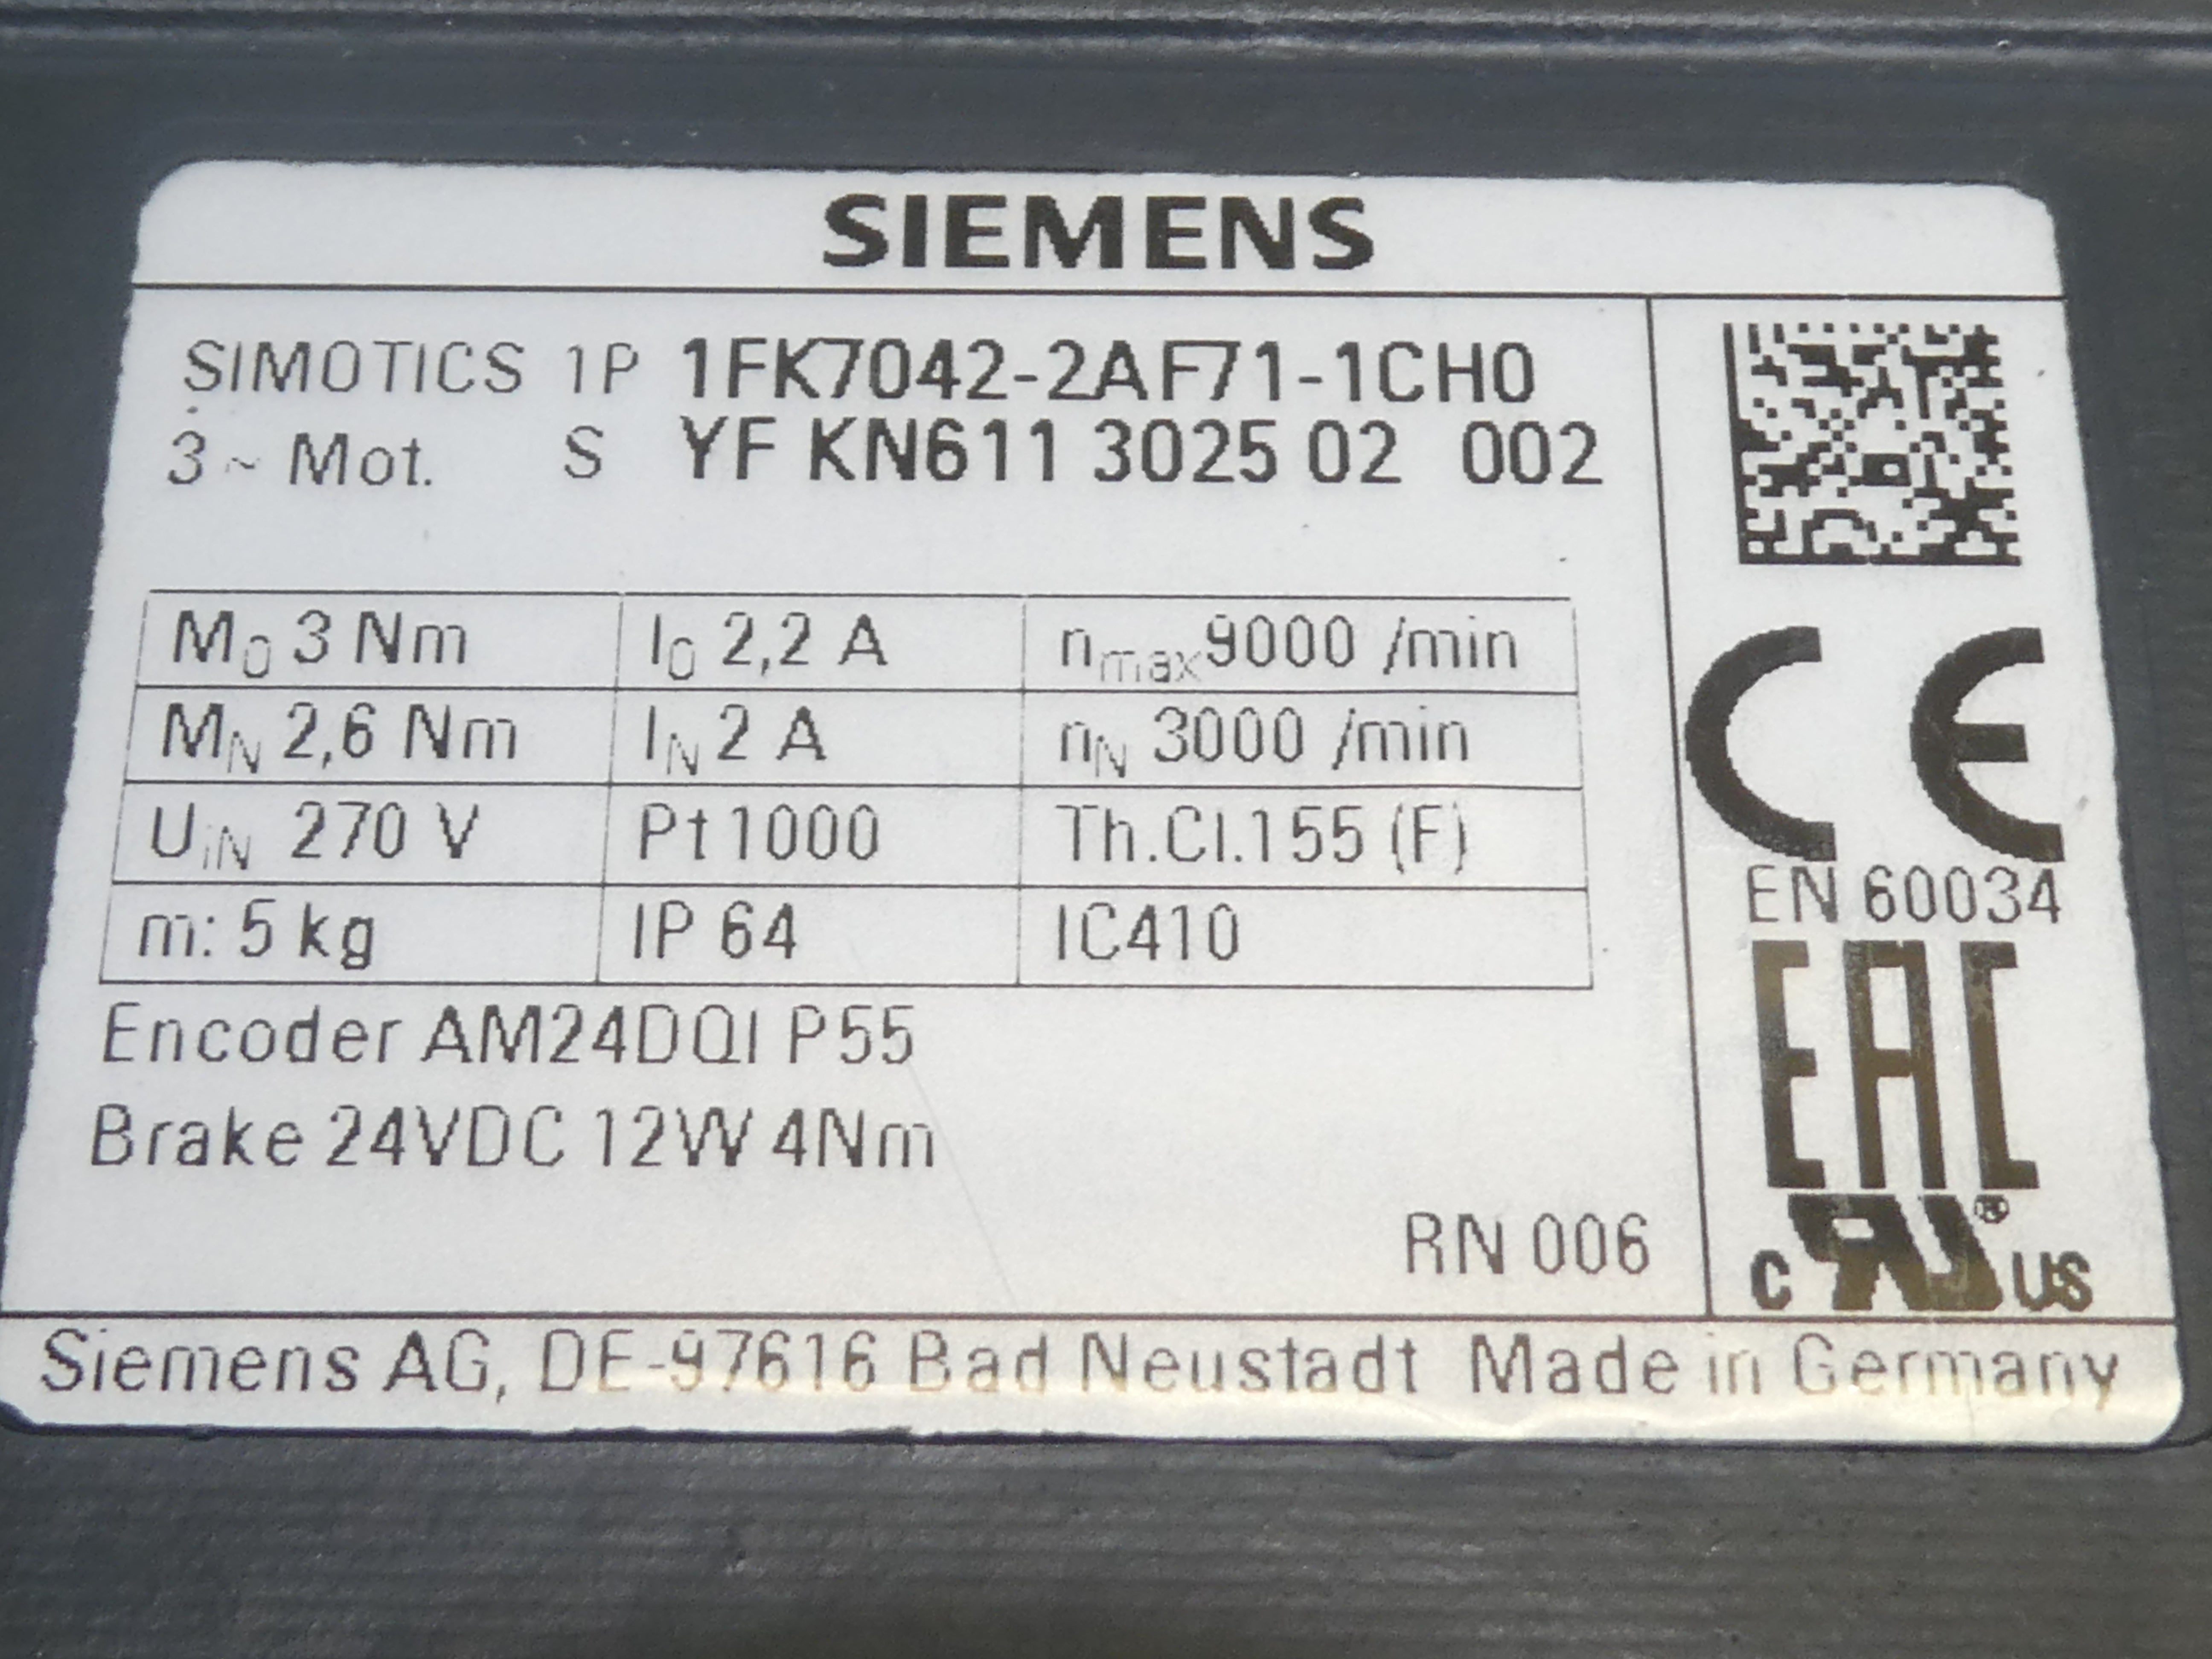 SIEMENS
SIMOTICS 1P 1FK7042-2AF71-1CH0
3 ~ Mot. S YF KN611 3025 02 002
M0 3 Nm I0 2,2 A nmax 9000 /min
MN 2,6 Nm IN 2 A nN 3000 /min
UiN 270 V Pt1000 Th.Cl.155 (F)
m: 5 kg IP 64 IC410
Encoder AM24DQI P55
Brake 24VDC 12W 4Nm
RN 006
CE
EN 60034
EAC
c RU ® US
Siemens AG, DE-97616 Bad Neustadt Made in Germany